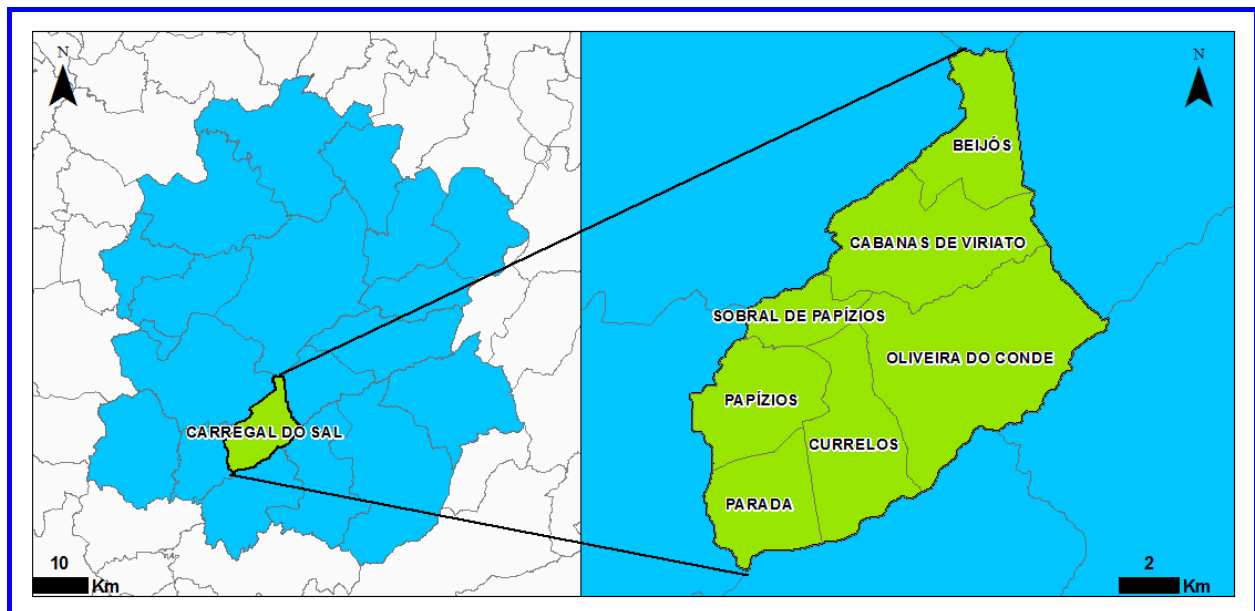 N
CARREGAL DO SAL
10
Km
N
BEIJÓS
CABANAS DE VIRIATO
SOBRAL DE PAPÍZIOS
OLIVEIRA DO CONDE
PAPÍZIOS
CURRELOS
PARADA
2
Km